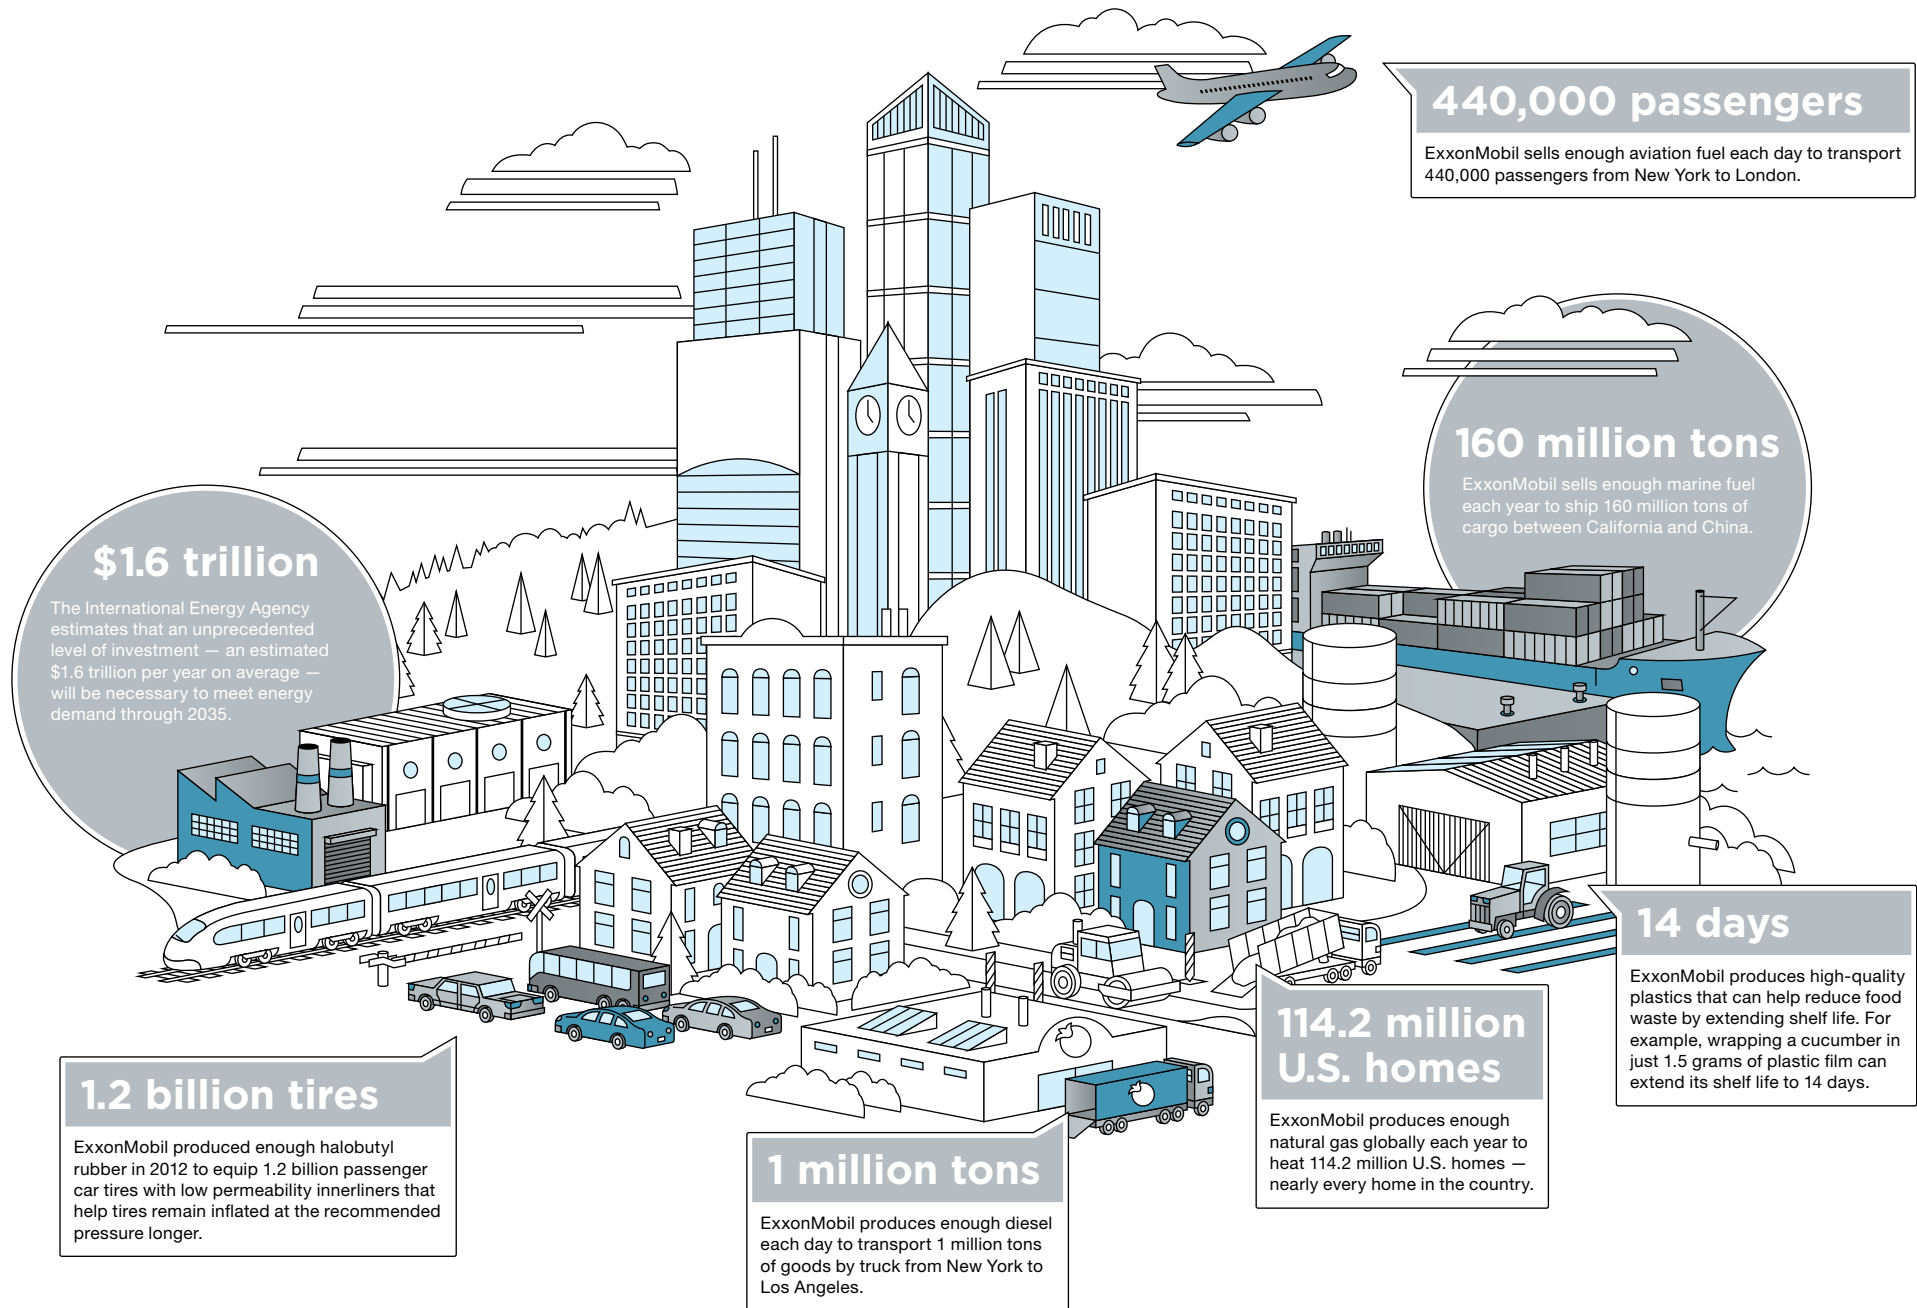 440,000 passengers
ExxonMobil sells enough aviation fuel each day to transport
440,000 passengers from New York to London.
160 million tons
ExxonMobil sells enough marine fuel
each year to ship 160 million tons of
cargo between California and China.
$1.6 trillion
The International Energy Agency
estimates that an unprecedented
level of investment — an estimated
$1.6 trillion per year on average —
will be necessary to meet energy
demand through 2035.
14 days
ExxonMobil produces high-quality
plastics that can help reduce food
waste by extending shelf life. For
example, wrapping a cucumber in
just 1.5 grams of plastic film can
extend its shelf life to 14 days.
114.2 million
U.S. homes
ExxonMobil produces enough
natural gas globally each year to
heat 114.2 million U.S. homes —
nearly every home in the country.
1.2 billion tires
ExxonMobil produced enough halobutyl
rubber in 2012 to equip 1.2 billion passenger
car tires with low permeability innerliners that
help tires remain inflated at the recommended
pressure longer.
1 million tons
ExxonMobil produces enough diesel
each day to transport 1 million tons
of goods by truck from New York to
Los Angeles.